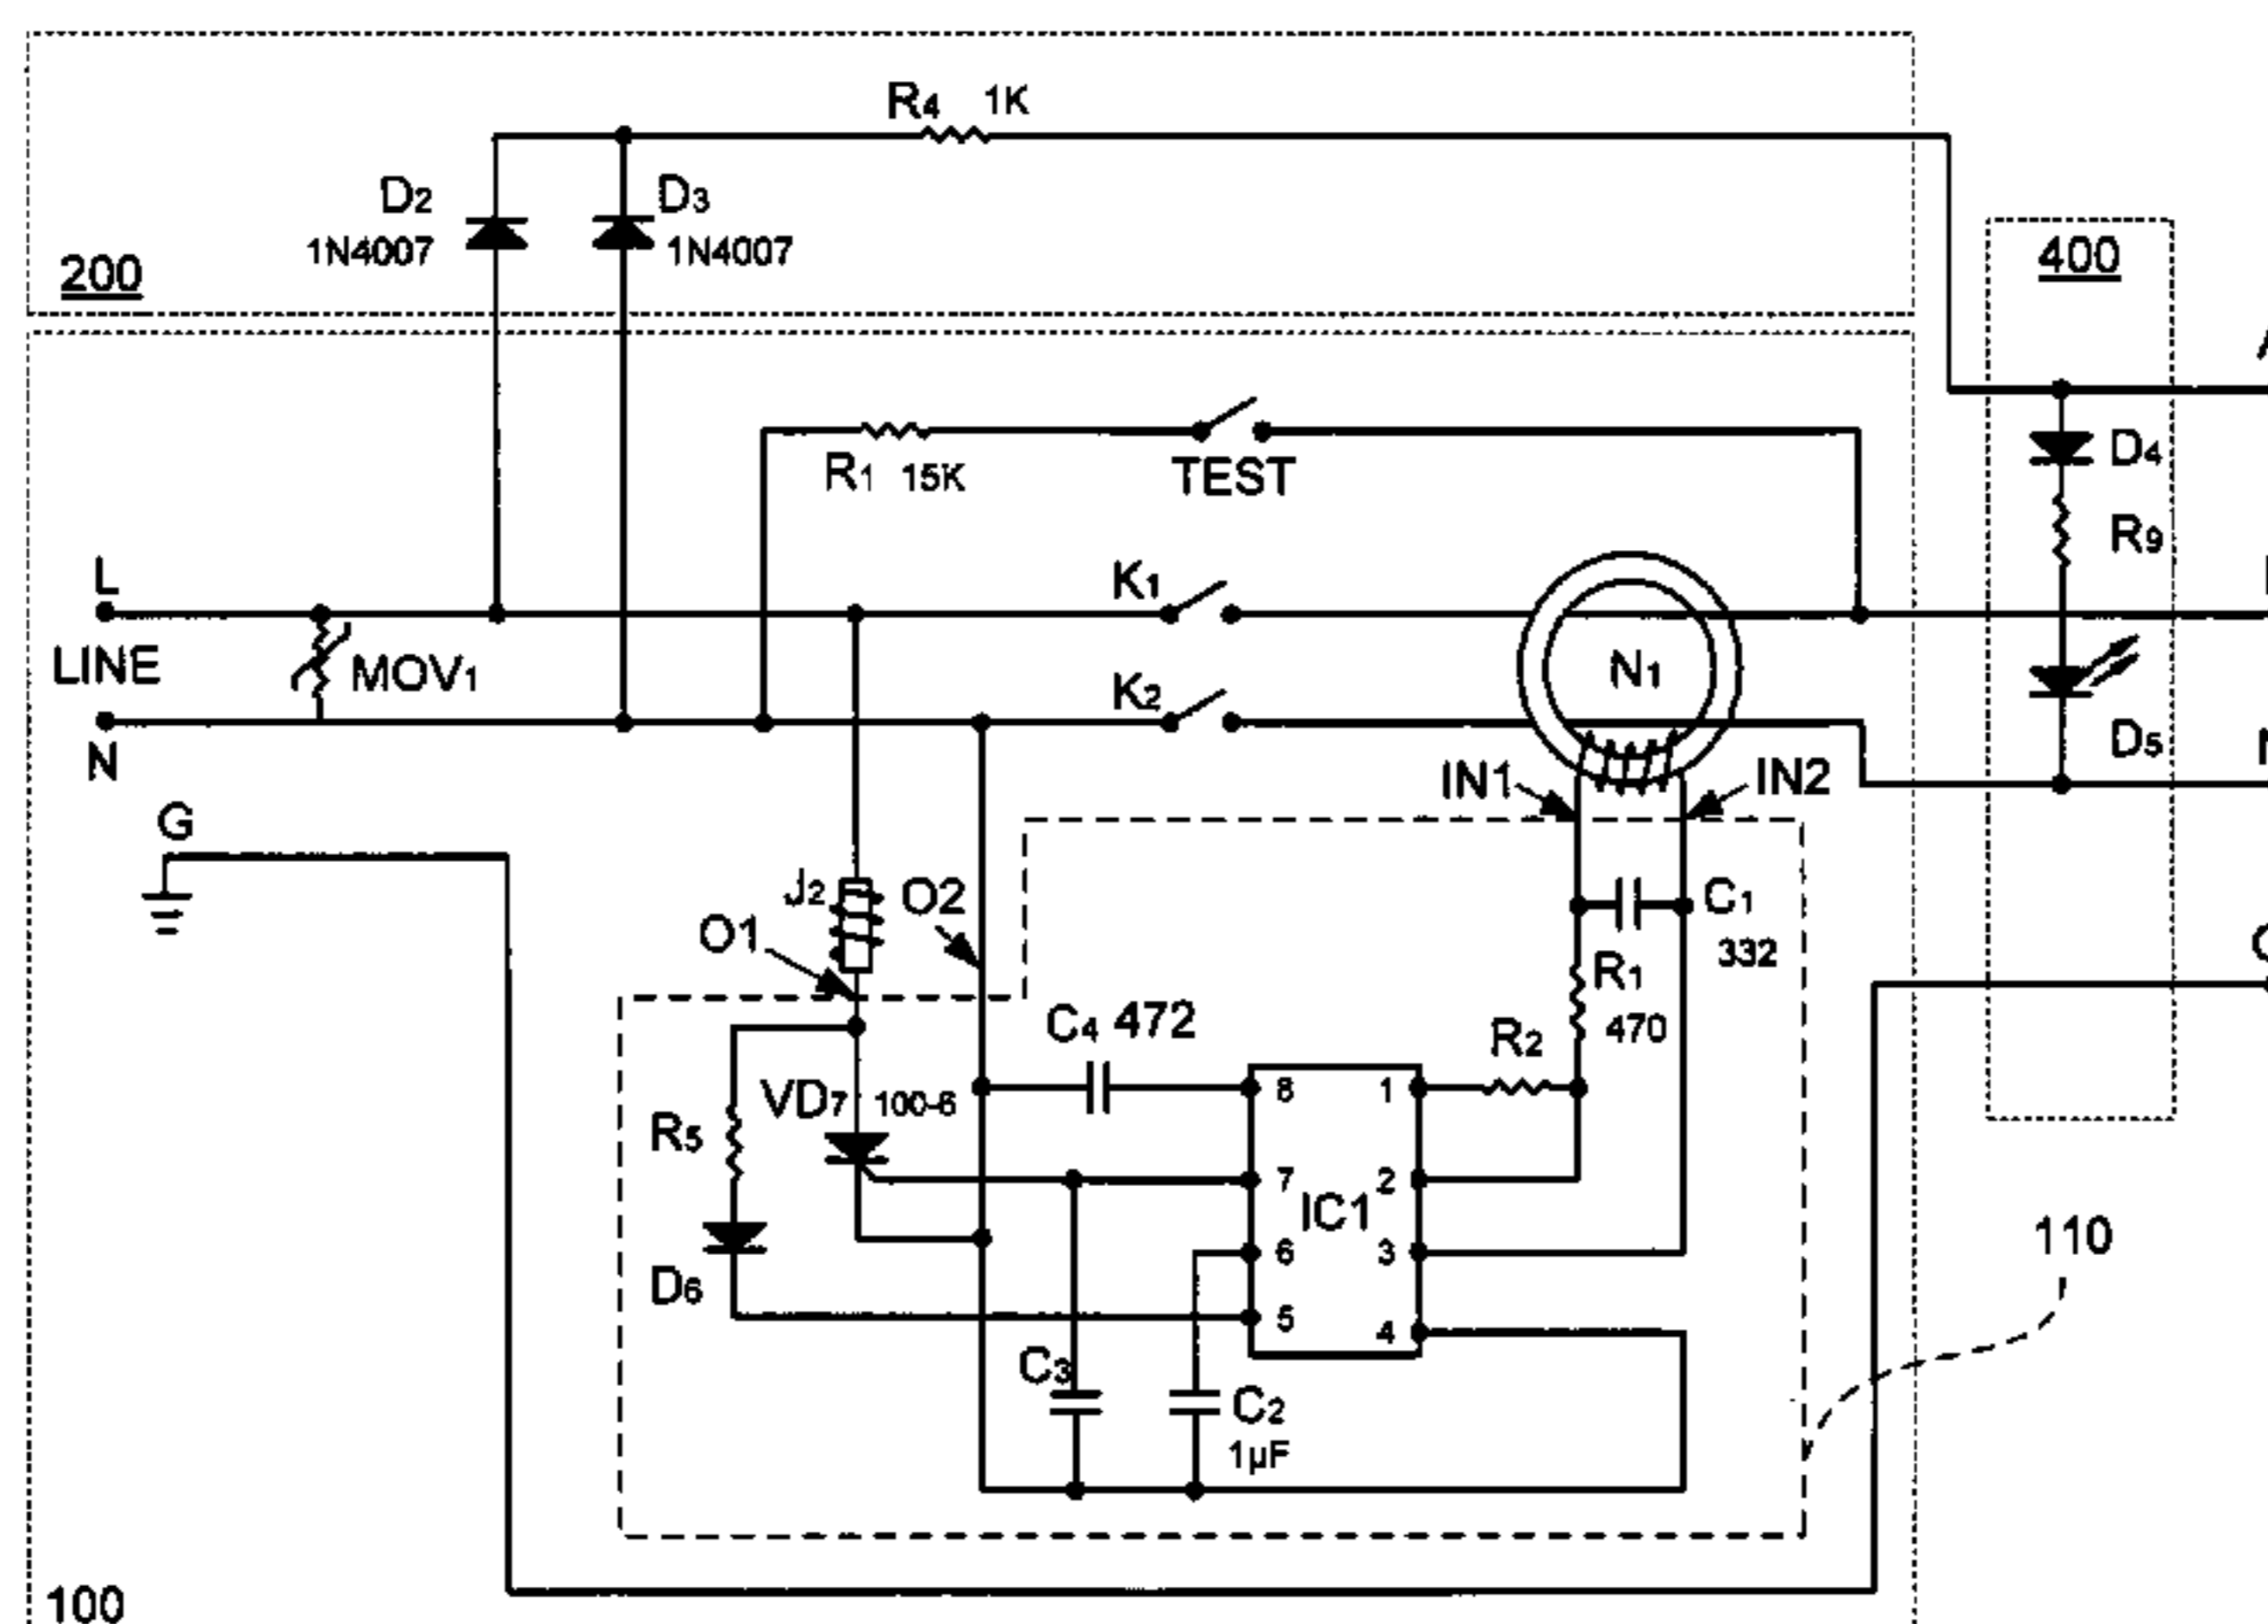 R4 1K
D2
1N4007
D3
1N4007
200
400
R1 15K
TEST
D4
R9
L
LINE
N
MOV1
K1
K2
N1
D5
IN1
IN2
G
J2
O1
O2
C1
332
R1
470
C4 472
R2
VD7 100-6
R5
8 1
7 2
IC1
6 3
5 4
D6
110
C3
C2
1µF
100